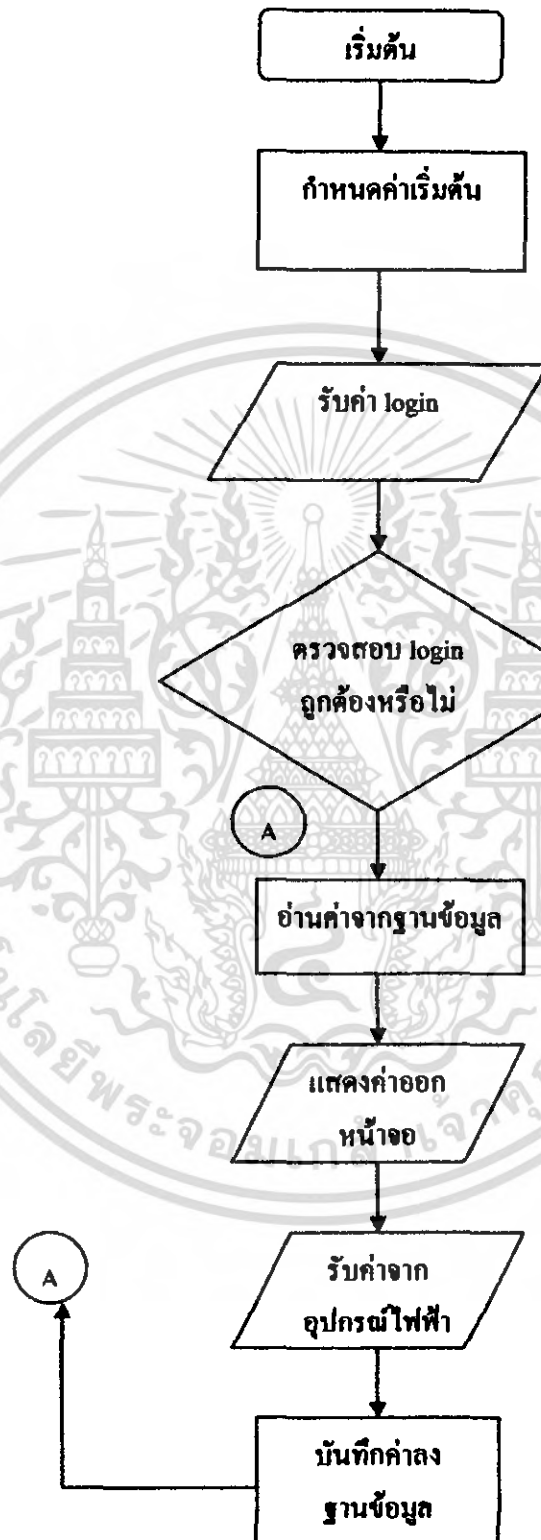 เริ่มต้น
กำหนดค่าเริ่มต้น
รับค่า login
ตรวจสอบ login
ถูกต้องหรือไม่
A
อ่านค่าจากฐานข้อมูล
แสดงค่าออก
หน้าจอ
รับค่าจาก
อุปกรณ์ไฟฟ้า
A
บันทึกค่าลง
ฐานข้อมูล